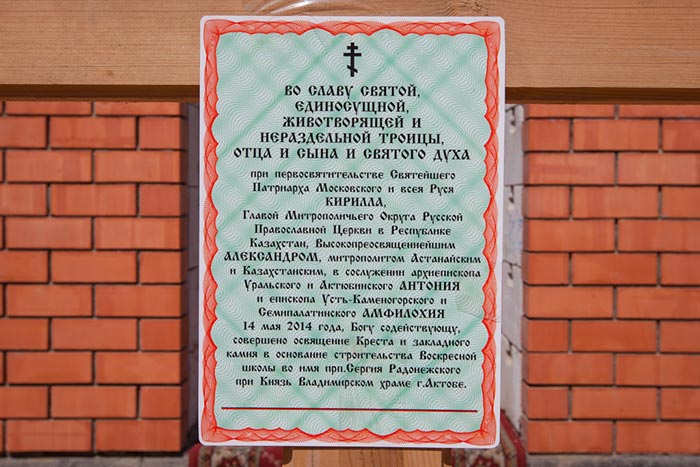 ВО СЛАВУ СВЯТОЙ,
ЕДИНОСУЩНОЙ,
ЖИВОТВОРЯЩЕЙ И
НЕРАЗДЕЛЬНОЙ ТРОИЦЫ,
ОТЦА И СЫНА И СВЯТОГО ДУХА
при первосвятительстве Святейшего
Патриарха Московского и всея Руси
КИРИЛЛА,
Главой Митрополичьего Округа Русской
Православной Церкви в Республике
Казахстан, Высокопреосвященнейшим
АЛЕКСАНДРОМ, митрополитом Астанайским
и Казахстанским, в сослужении архиепископа
Уральского и Актюбинского АНТОНИЯ
и епископа Усть-Каменогорского и
Семипалатинского АМФИЛОХИЯ
14 мая 2014 года, Богу содействующу,
совершено освящение Креста и закладного
камня в основание строительства Воскресной
школы во имя прп.Сергия Радонежского
при Князь Владимирском храме г.Актобе.